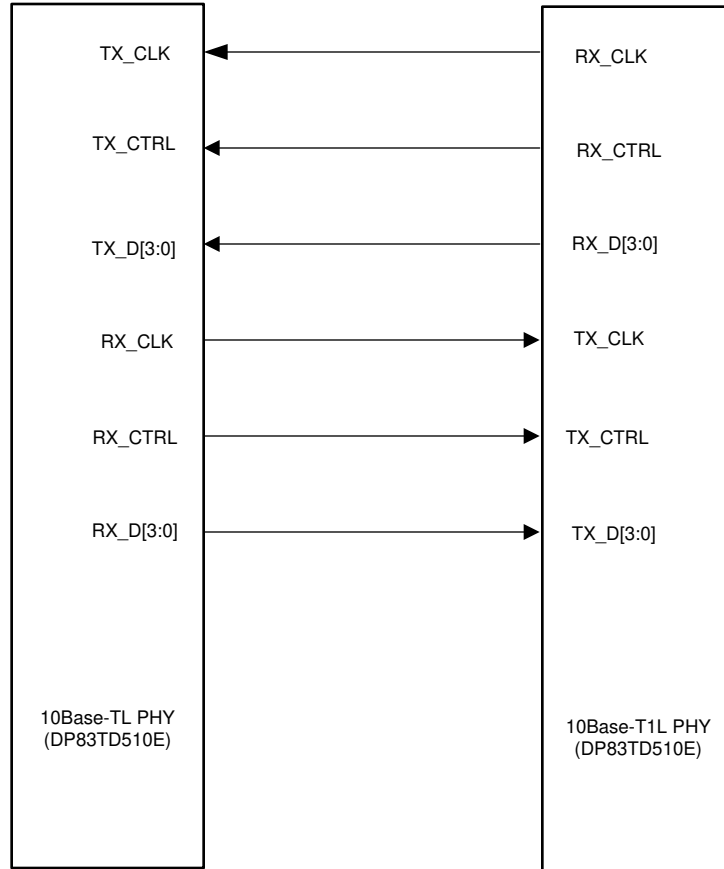 TX_CLK
RX_CLK
TX_CTRL
RX_CTRL
TX_D[3:0]
RX_D[3:0]
RX_CLK
TX_CLK
RX_CTRL
TX_CTRL
RX_D[3:0]
TX_D[3:0]
10Base-TL PHY
(DP83TD510E)
10Base-T1L PHY
(DP83TD510E)